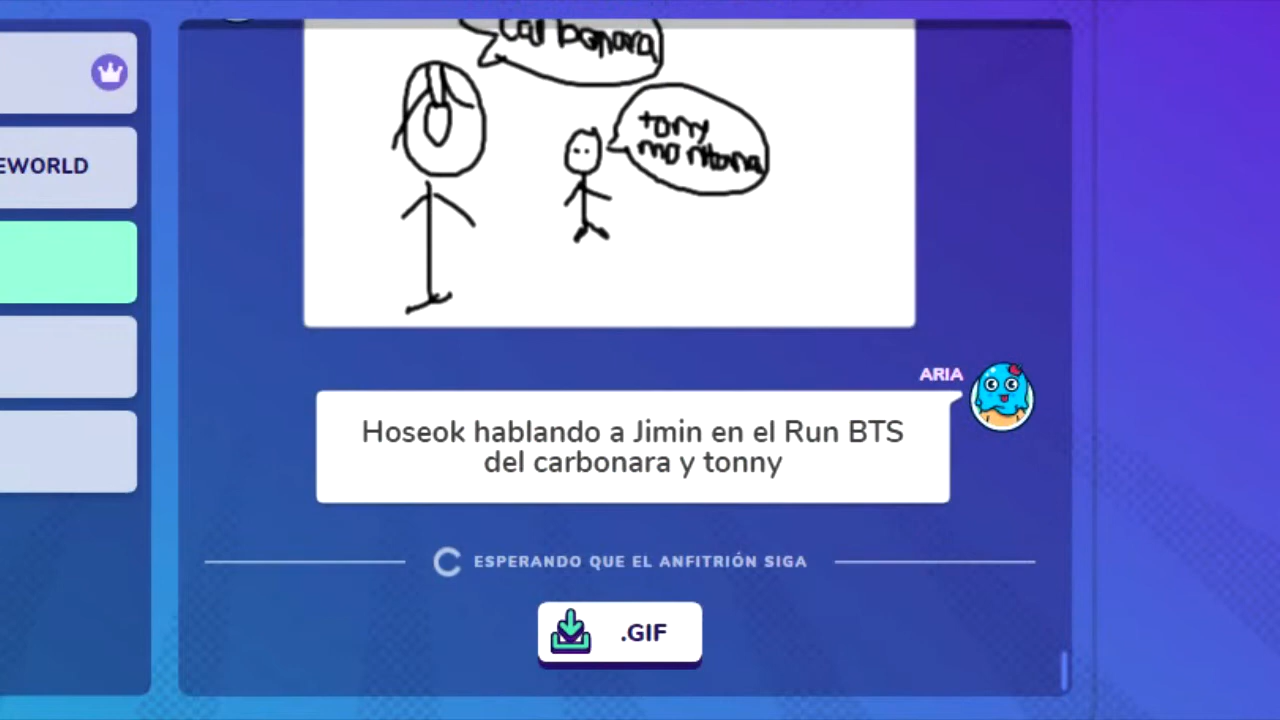 carbonara
tony
montana
EWORLD
ARIA
Hoseok hablando a Jimin en el Run BTS
del carbonara y tonny
ESPERANDO QUE EL ANFITRIÓN SIGA
.GIF